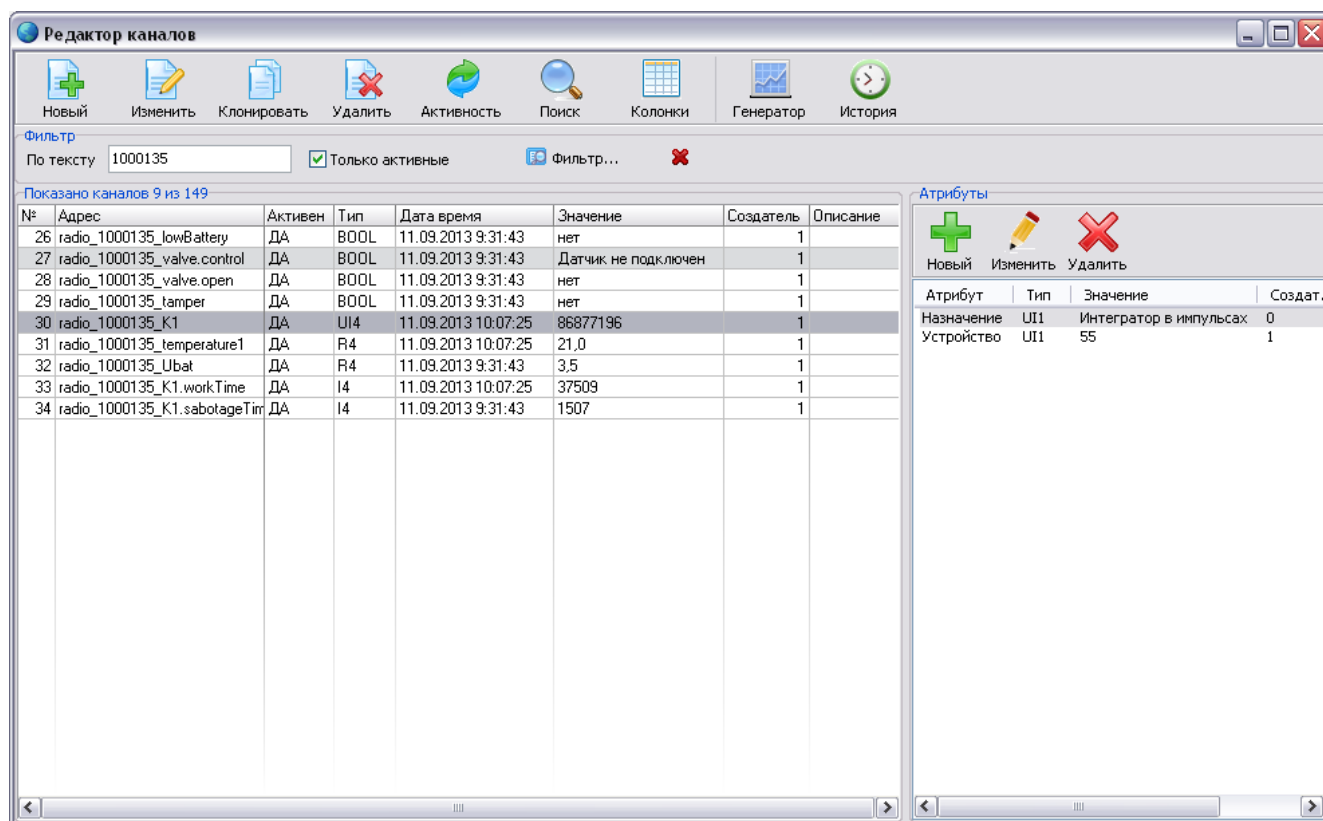 Редактор каналов
Новый Изменить Клонировать Удалить Активность Поиск Колонки Генератор История
Фильтр
По тексту 1000135 Только активные Фильтр...
Показано каналов 9 из 149
№ Адрес Активен Тип Дата время Значение Создатель Описание
26 radio_1000135_lowBattery ДА BOOL 11.09.2013 9:31:43 нет 1
27 radio_1000135_valve.control ДА BOOL 11.09.2013 9:31:43 Датчик не подключен 1
28 radio_1000135_valve.open ДА BOOL 11.09.2013 9:31:43 нет 1
29 radio_1000135_tamper ДА BOOL 11.09.2013 9:31:43 нет 1
30 radio_1000135_K1 ДА UI4 11.09.2013 10:07:25 86877196 1
31 radio_1000135_temperature1 ДА R4 11.09.2013 10:07:25 21,0 1
32 radio_1000135_Ubat ДА R4 11.09.2013 9:31:43 3,5 1
33 radio_1000135_K1.workTime ДА I4 11.09.2013 10:07:25 37509 1
34 radio_1000135_K1.sabotageTim ДА I4 11.09.2013 9:31:43 1507 1
Атрибуты
Новый Изменить Удалить
Атрибут Тип Значение Создат.
Назначение UI1 Интегратор в импульсах 0
Устройство UI1 55 1